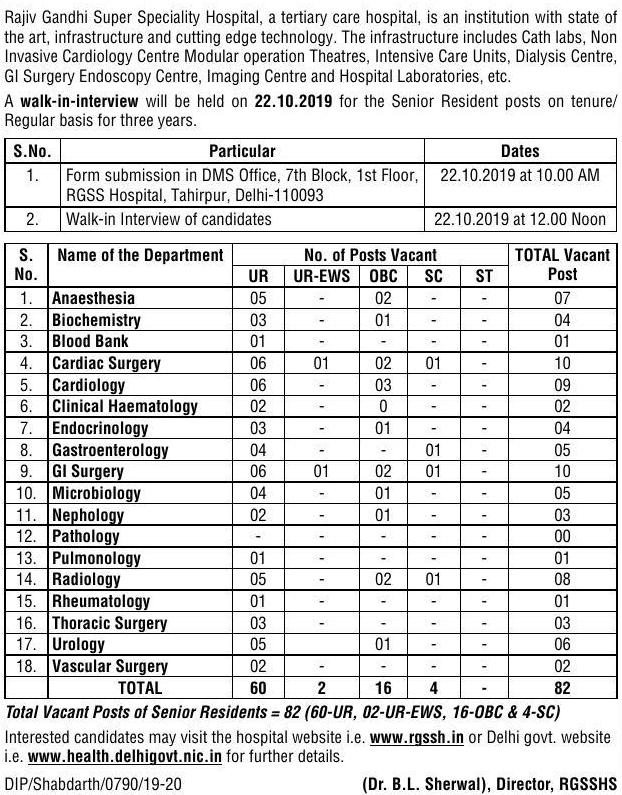 Rajiv Gandhi Super Speciality Hospital, a tertiary care hospital, is an institution with state of
the art, infrastructure and cutting edge technology. The infrastructure includes Cath labs, Non
Invasive Cardiology Centre Modular operation Theatres, Intensive Care Units, Dialysis Centre,
GI Surgery Endoscopy Centre, Imaging Centre and Hospital Laboratories, etc.
A walk-in-interview will be held on 22.10.2019 for the Senior Resident posts on tenure/
Regular basis for three years.
S.No. Particular Dates
1. Form submission in DMS Office, 7th Block, 1st Floor, 22.10.2019 at 10.00 AM
RGSS Hospital, Tahirpur, Delhi-110093
2. Walk-in Interview of candidates 22.10.2019 at 12.00 Noon
S. Name of the Department No. of Posts Vacant TOTAL Vacant
No. UR UR-EWS OBC SC ST Post
1. Anaesthesia 05 - 02 - - 07
2. Biochemistry 03 - 01 - - 04
3. Blood Bank 01 - - - - 01
4. Cardiac Surgery 06 01 02 01 - 10
5. Cardiology 06 - 03 - - 09
6. Clinical Haematology 02 - 0 - - 02
7. Endocrinology 03 - 01 - - 04
8. Gastroenterology 04 - - 01 - 05
9. GI Surgery 06 01 02 01 - 10
10. Microbiology 04 - 01 - - 05
11. Nephology 02 - 01 - - 03
12. Pathology - - - - - 00
13. Pulmonology 01 - - - - 01
14. Radiology 05 - 02 01 - 08
15. Rheumatology 01 - - - - 01
16. Thoracic Surgery 03 - - - - 03
17. Urology 05 01 - - 06
18. Vascular Surgery 02 - - - - 02
TOTAL 60 2 16 4 - 82
Total Vacant Posts of Senior Residents = 82 (60-UR, 02-UR-EWS, 16-OBC & 4-SC)
Interested candidates may visit the hospital website i.e. www.rgssh.in or Delhi govt. website
i.e. www.health.delhigovt.nic.in for further details.
DIP/Shabdarth/0790/19-20 (Dr. B.L. Sherwal), Director, RGSSHS